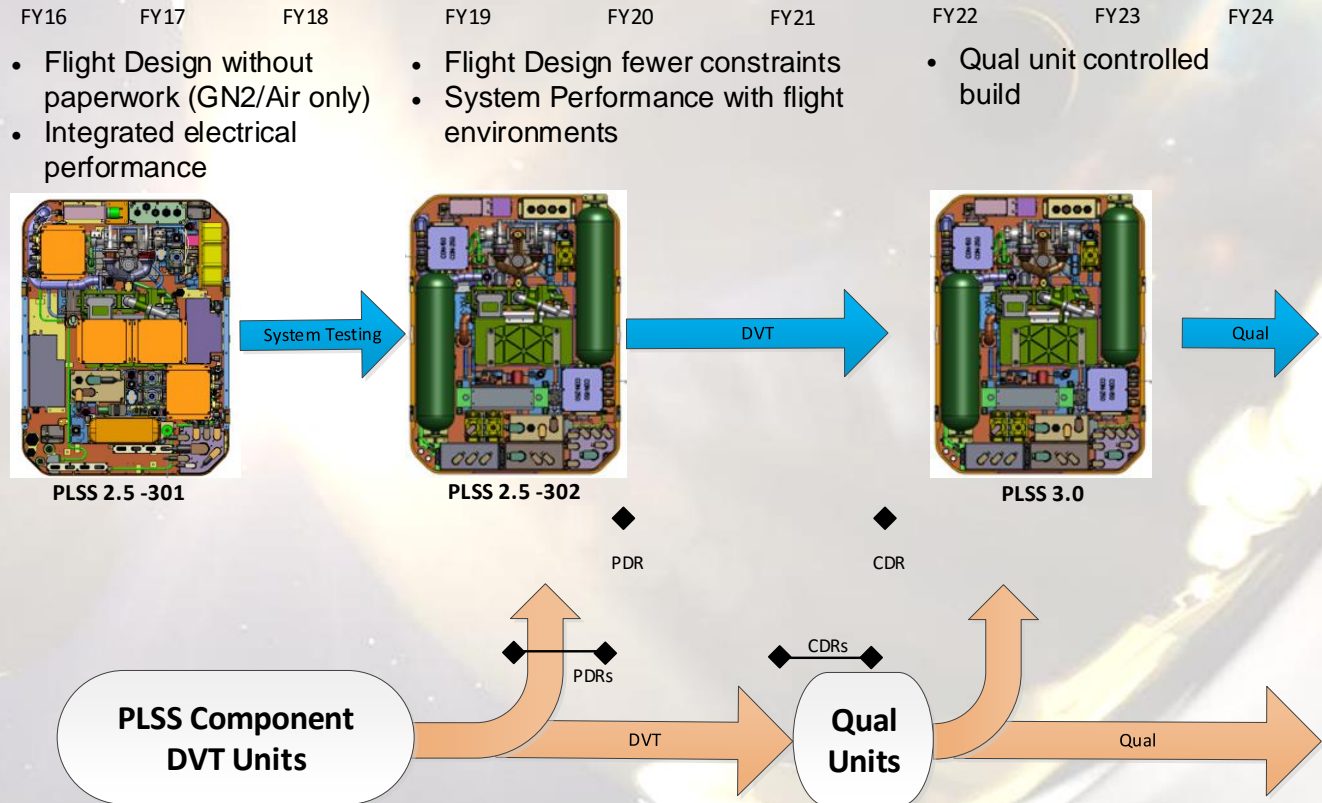 FY16 FY17 FY18 FY19 FY20 FY21 FY22 FY23 FY24
• Flight Design without
paperwork (GN2/Air only)
• Integrated electrical
performance
• Flight Design fewer constraints
• System Performance with flight
environments
• Qual unit controlled
build
System Testing
DVT
Qual
PLSS 2.5 -301
PLSS 2.5 -302
PLSS 3.0
PDR
CDR
PDRs
CDRs
PLSS Component
DVT Units
DVT
Qual
Units
Qual